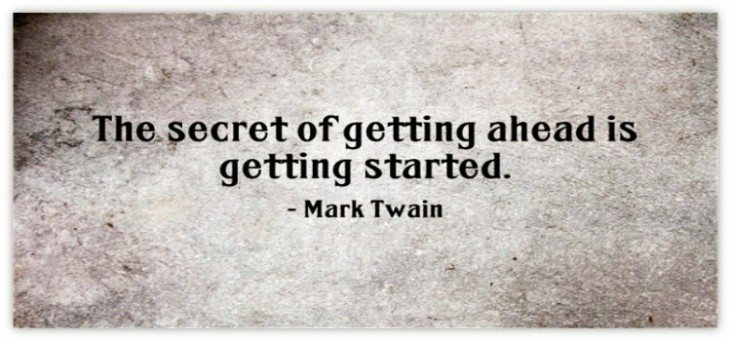 The secret of getting ahead is
getting started.
- Mark Twain